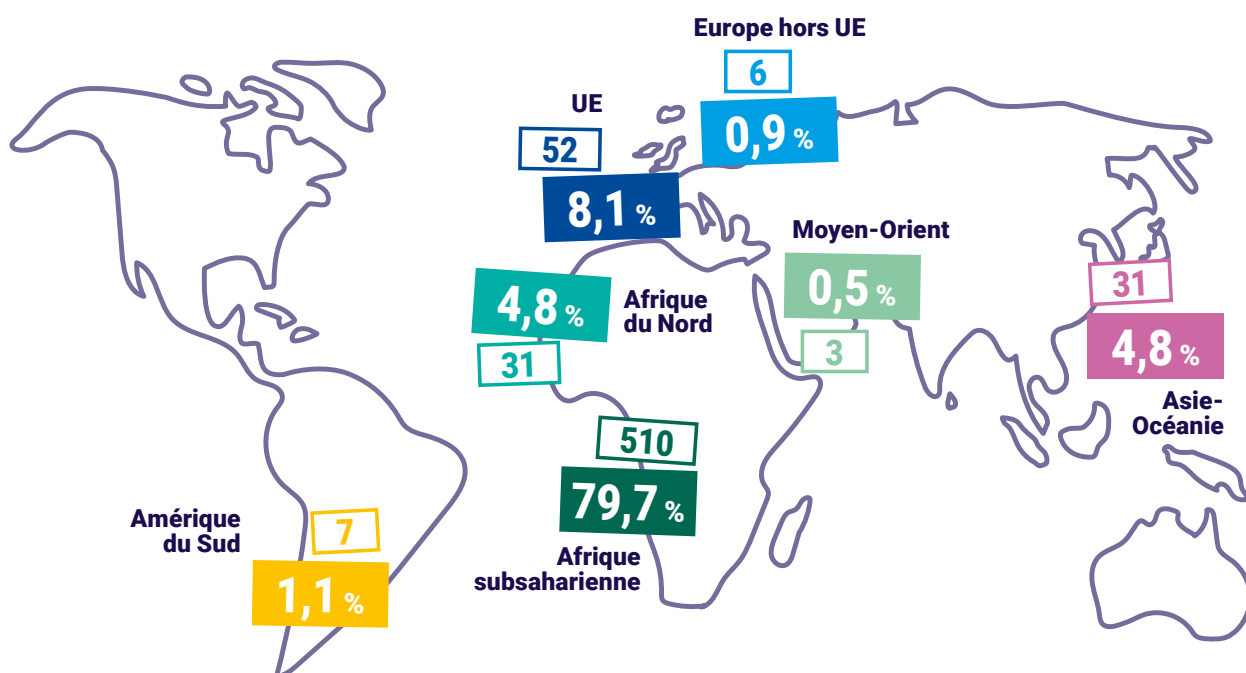 Europe hors UE
6
0,9 %
UE
52
8,1 %
Moyen-Orient
0,5 %
3
4,8 %
Afrique
du Nord
31
31
4,8 %
Asie-
Océanie
510
79,7 %
Afrique
subsaharienne
Amérique
du Sud
7
1,1 %